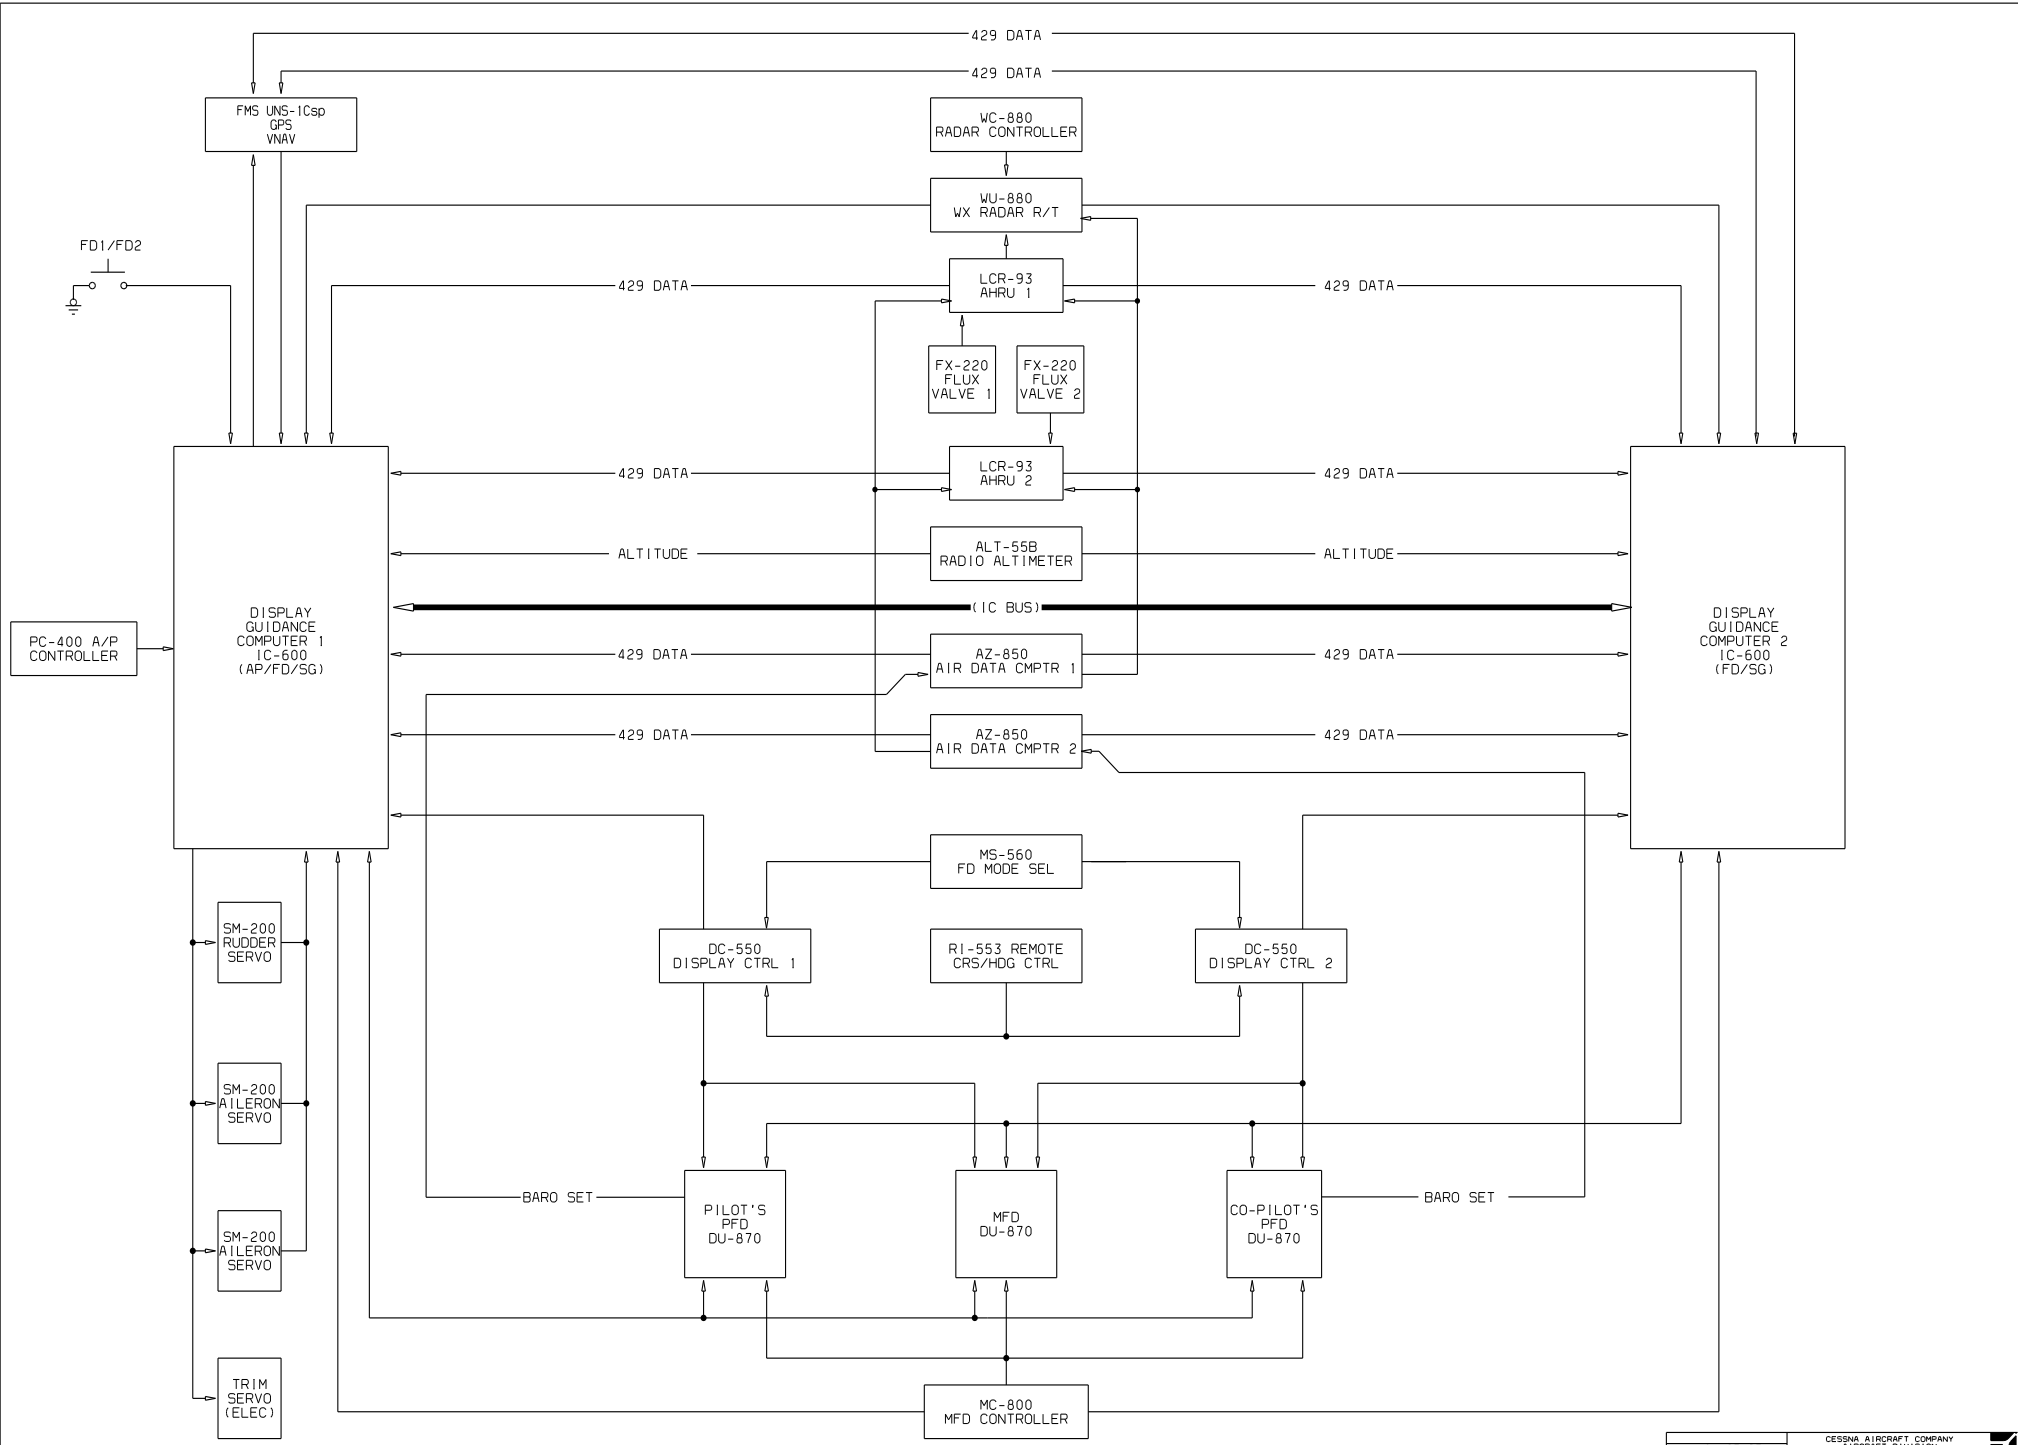 429 DATA
429 DATA
FMS UNS-1Csp
GPS
VNAV
WC-880
RADAR CONTROLLER
WU-880
WX RADAR R/T
FD1/FD2
429 DATA
LCR-93
AHRU 1
429 DATA
FX-220
FLUX
VALVE 1
FX-220
FLUX
VALVE 2
429 DATA
LCR-93
AHRU 2
429 DATA
ALTITUDE
ALT-55B
RADIO ALTIMETER
ALTITUDE
(IC BUS)
PC-400 A/P
CONTROLLER
DISPLAY
GUIDANCE
COMPUTER 1
IC-600
(AP/FD/SG)
DISPLAY
GUIDANCE
COMPUTER 2
IC-600
(FD/SG)
429 DATA
AZ-850
AIR DATA CMPTR 1
429 DATA
429 DATA
AZ-850
AIR DATA CMPTR 2
429 DATA
MS-560
FD MODE SEL
SM-200
RUDDER
SERVO
DC-550
DISPLAY CTRL 1
RI-553 REMOTE
CRS/HDG CTRL
DC-550
DISPLAY CTRL 2
SM-200
AILERON
SERVO
SM-200
AILERON
SERVO
BARO SET
PILOT'S
PFD
DU-870
MFD
DU-870
CO-PILOT'S
PFD
DU-870
BARO SET
TRIM
SERVO
(ELEC)
MC-800
MFD CONTROLLER
CESSNA AIRCRAFT COMPANY